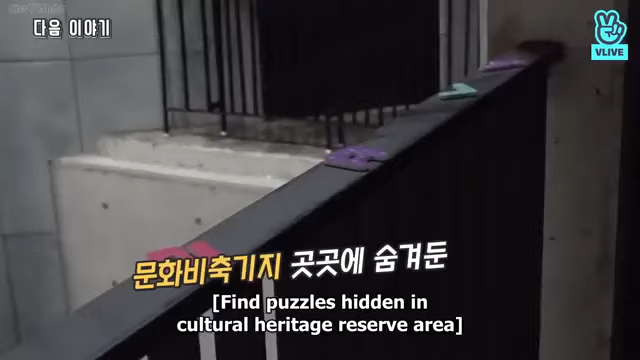 다음 이야기
VLIVE
문화비축기지 곳곳에 숨겨둔
[Find puzzles hidden in
cultural heritage reserve area]